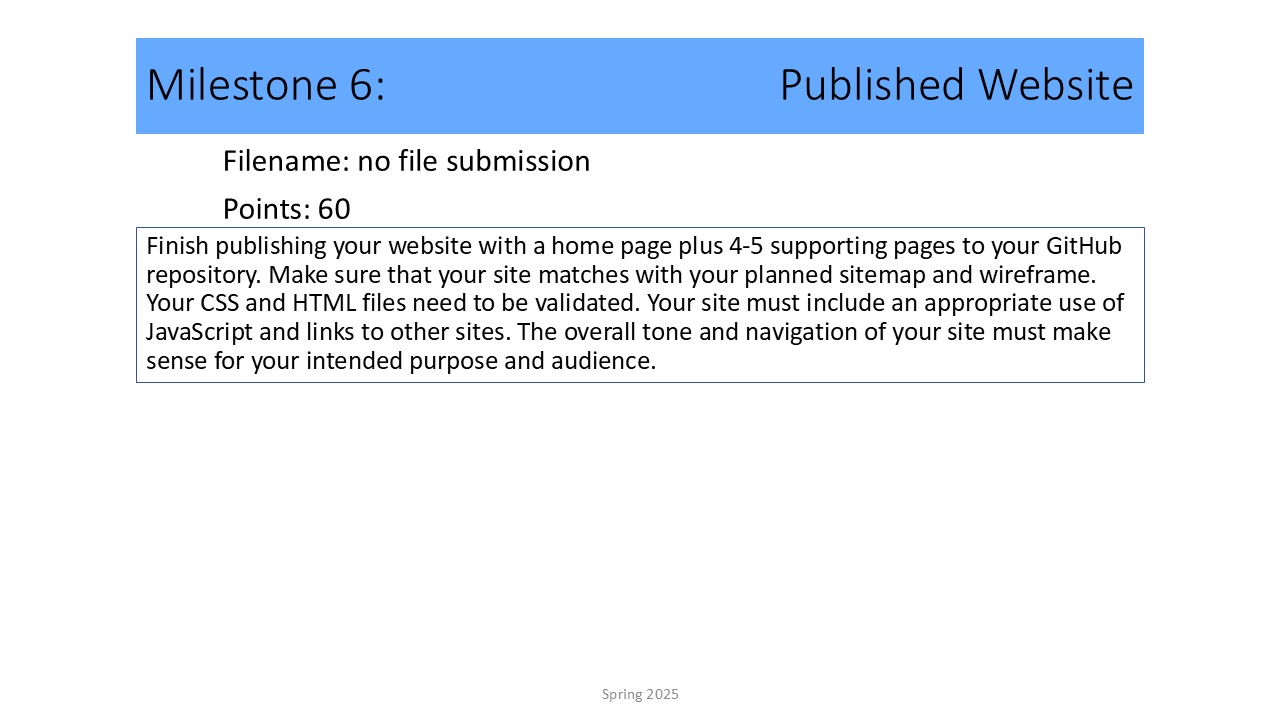 Milestone 6: Published Website
Filename: no file submission
Points: 60
Finish publishing your website with a home page plus 4-5 supporting pages to your GitHub
repository. Make sure that your site matches with your planned sitemap and wireframe.
Your CSS and HTML files need to be validated. Your site must include an appropriate use of
JavaScript and links to other sites. The overall tone and navigation of your site must make
sense for your intended purpose and audience.
Spring 2025